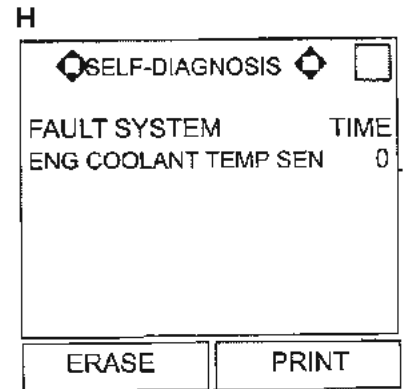 H
SELF-DIAGNOSIS
FAULT SYSTEM TIME
ENG COOLANT TEMP SEN 0
ERASE PRINT